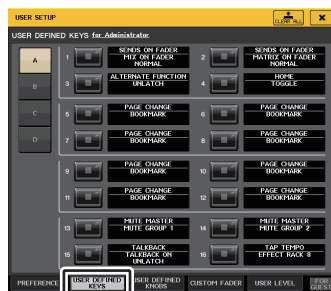 USER SETUP
CLEAR ALL
USER DEFINED KEYS for Administrator
A
B
C
D
1 SENDS ON FADER MIX ON FADER NORMAL
2 SENDS ON FADER MATRIX ON FADER NORMAL
3 ALTERNATE FUNCTION UNLATCH
4 HOME TOGGLE
5 PAGE CHANGE BOOKMARK
6 PAGE CHANGE BOOKMARK
7 PAGE CHANGE BOOKMARK
8 PAGE CHANGE BOOKMARK
9 PAGE CHANGE BOOKMARK
10 PAGE CHANGE BOOKMARK
11 PAGE CHANGE BOOKMARK
12 PAGE CHANGE BOOKMARK
13 MUTE MASTER MUTE GROUP 1
14 MUTE MASTER MUTE GROUP 2
15 TALKBACK TALKBACK ON UNLATCH
16 TAP TEMPO EFFECT RACK 8
PREFERENCE
USER DEFINED KEYS
USER DEFINED KNOBS
CUSTOM FADER
USER LEVEL
FOR GUEST